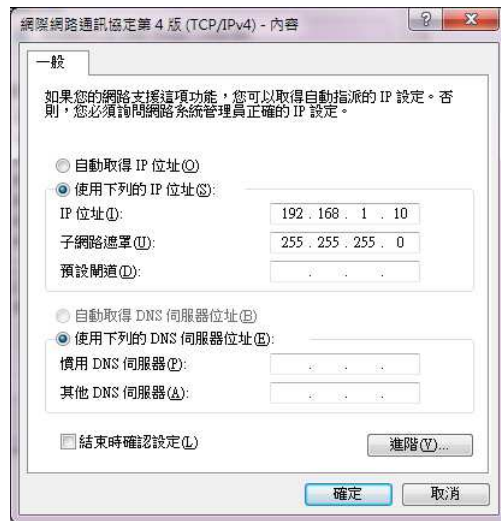 網際網路通訊協定第 4 版 (TCP/IPv4) - 內容
一般
如果您的網路支援這項功能，您可以取得自動指派的 IP 設定。否
則，您必須詢問網路系統管理員正確的 IP 設定。
自動取得 IP 位址(O)
使用下列的 IP 位址(S):
IP 位址(I): 192 . 168 . 1 . 10
子網路遮罩(U): 255 . 255 . 255 . 0
預設閘道(D): . . .
自動取得 DNS 伺服器位址(B)
使用下列的 DNS 伺服器位址(E):
慣用 DNS 伺服器(P): . . .
其他 DNS 伺服器(A): . . .
結束時確認設定(L)
進階(V)...
確定 取消